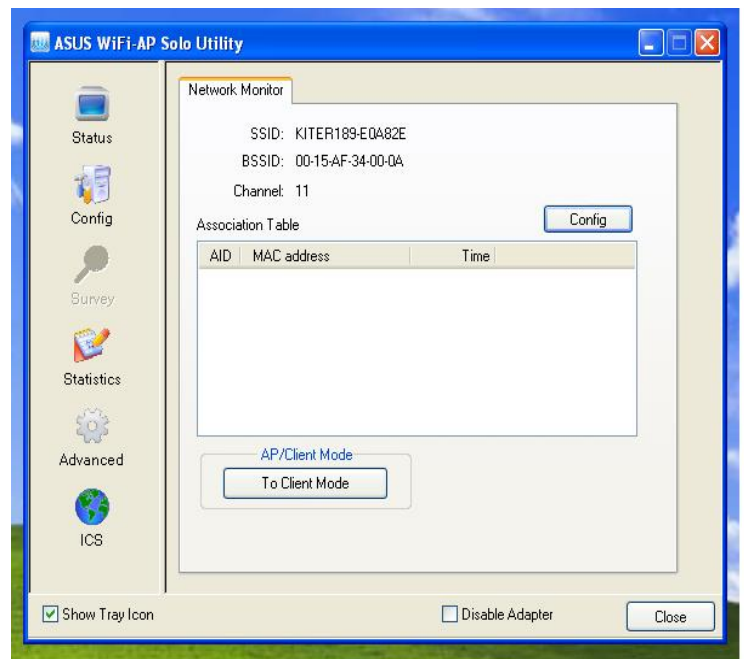 ASUS WiFi-AP Solo Utility
Status
Config
Survey
Statistics
Advanced
ICS
Network Monitor
SSID: KITER189-E0A82E
BSSID: 00-15-AF-34-00-0A
Channel: 11
Association Table
Config
AID MAC address Time
AP/Client Mode
To Client Mode
Show Tray Icon
Disable Adapter
Close